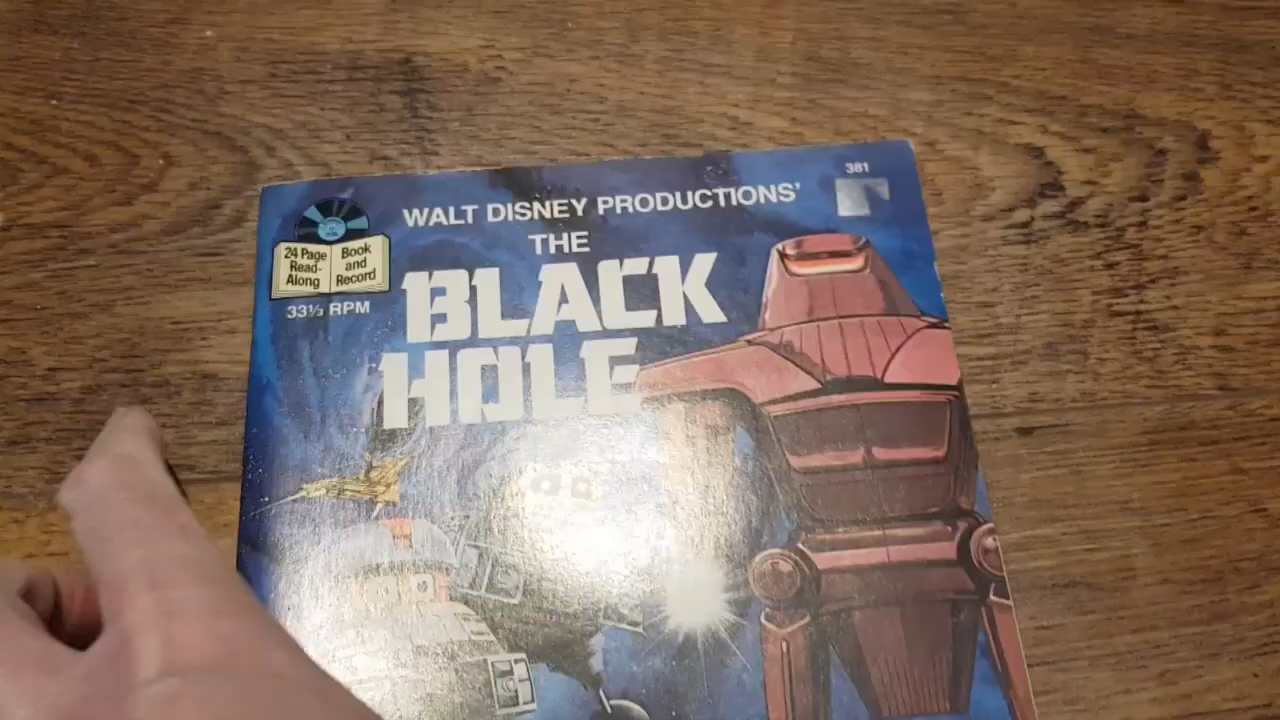 381
WALT DISNEY PRODUCTIONS'
THE
BLACK
HOLE
24 Page
Read-
Along
Book
and
Record
33⅓ RPM